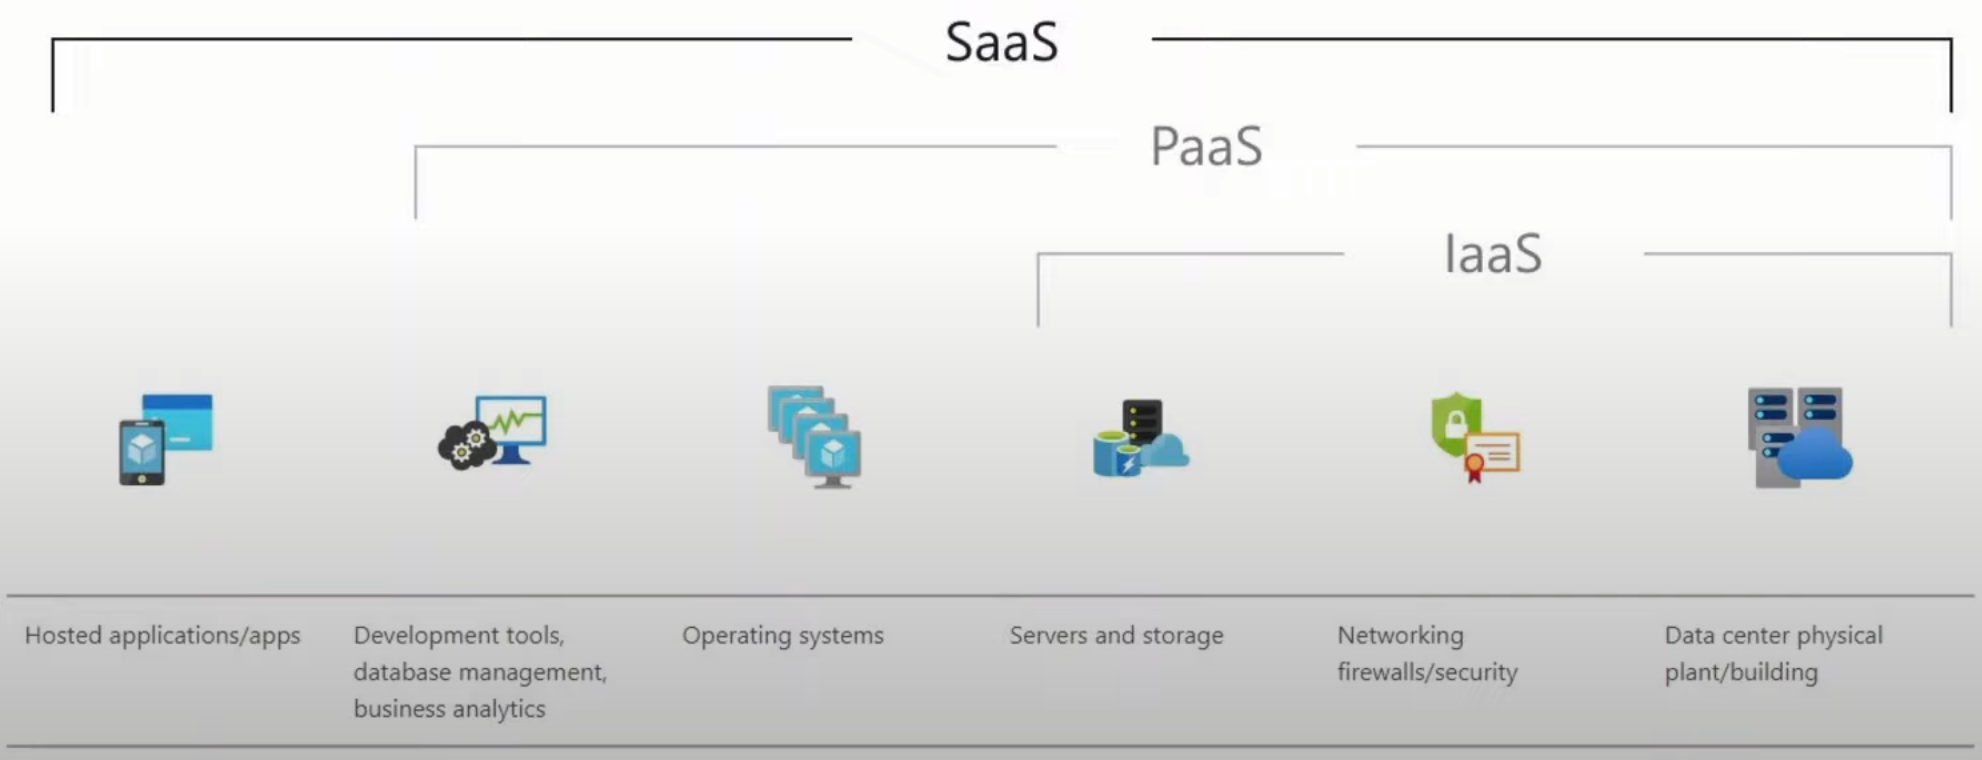 SaaS
PaaS
IaaS
Hosted applications/apps
Development tools,
database management,
business analytics
Operating systems
Servers and storage
Networking
firewalls/security
Data center physical
plant/building